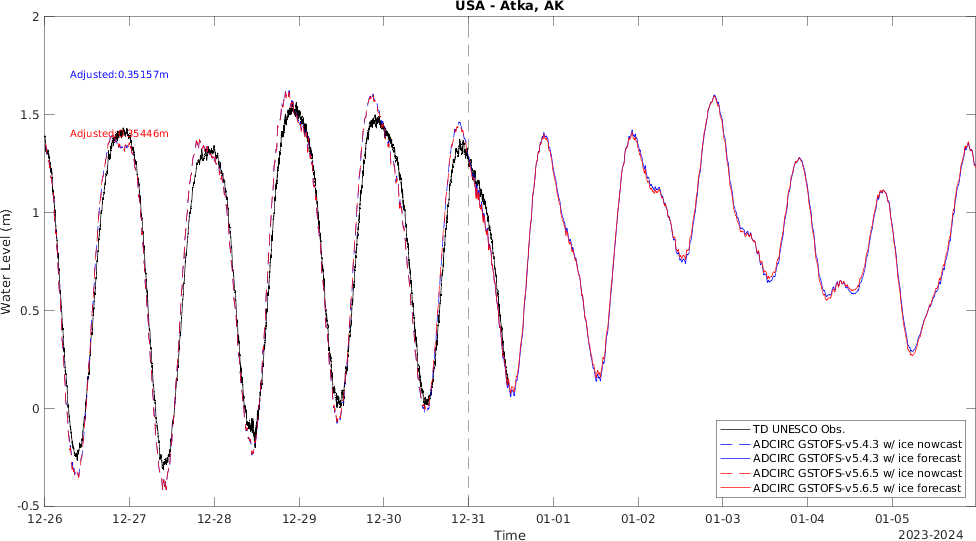 USA - Atka, AK
2
1.5
1
0.5
0
-0.5
Water Level (m)
Adjusted:0.35157m
Adjusted: 35446m
12-26
12-27
12-28
12-29
12-30
12-31
01-01
01-02
01-03
01-04
01-05
Time
2023-2024
TD UNESCO Obs.
ADCIRC GSTOFS-v5.4.3 w/ ice nowcast
ADCIRC GSTOFS-v5.4.3 w/ ice forecast
ADCIRC GSTOFS-v5.6.5 w/ ice nowcast
ADCIRC GSTOFS-v5.6.5 w/ ice forecast